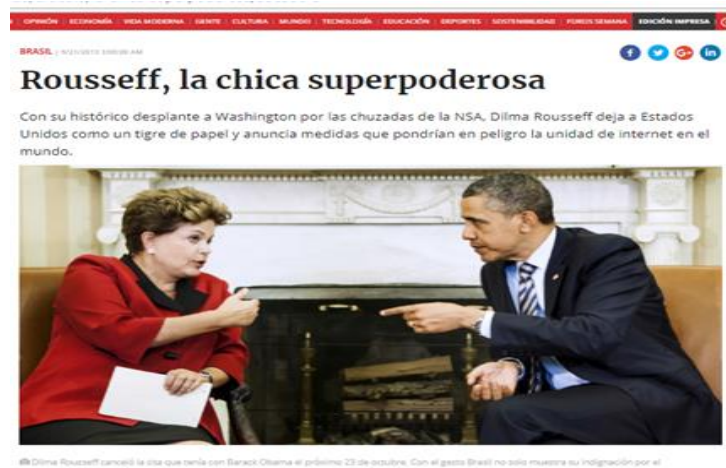 OPINIÓN ECONOMÍA VIDA MODERNA GENTE CULTURA MUNDO TECNOLOGÍA EDUCACIÓN DEPORTES SOSTENIBILIDAD FOROS SEMANA EDICIÓN IMPRESA
BRASIL
Rousseff, la chica superpoderosa
Con su histórico desplante a Washington por las chuzadas de la NSA, Dilma Rousseff deja a Estados
Unidos como un tigre de papel y anuncia medidas que pondrían en peligro la unidad de internet en el
mundo.
Dilma Rousseff canceló la cita que tenía con Barack Obama el próximo 23 de octubre. Con el gesto Brasil no solo muestra su indignación por el